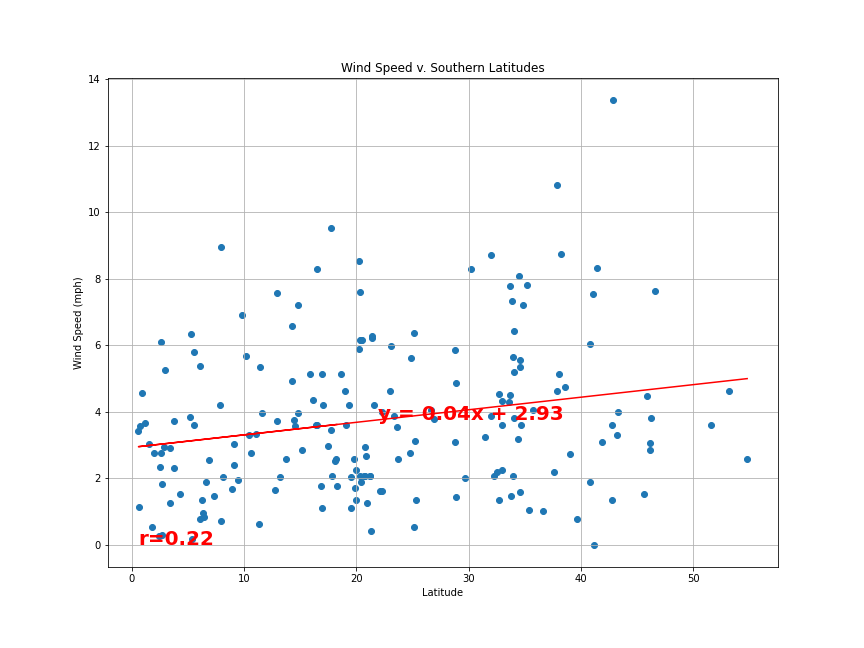 Wind Speed v. Southern Latitudes
14
12
10
8
6
4
2
0
Wind Speed (mph)
y = 0.04x + 2.93
r=0.22
0 10 20 30 40 50
Latitude